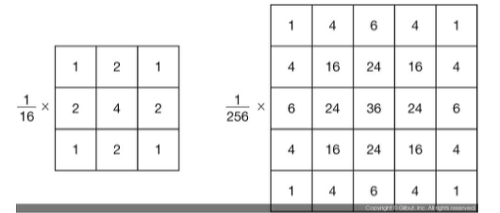 1 4 6 4 1
1 2 1 4 16 24 16 4
1/16 × 2 4 2 1/256 × 6 24 36 24 6
1 2 1 4 16 24 16 4
1 4 6 4 1
Copyright © Gilbut, Inc. All rights reserved.